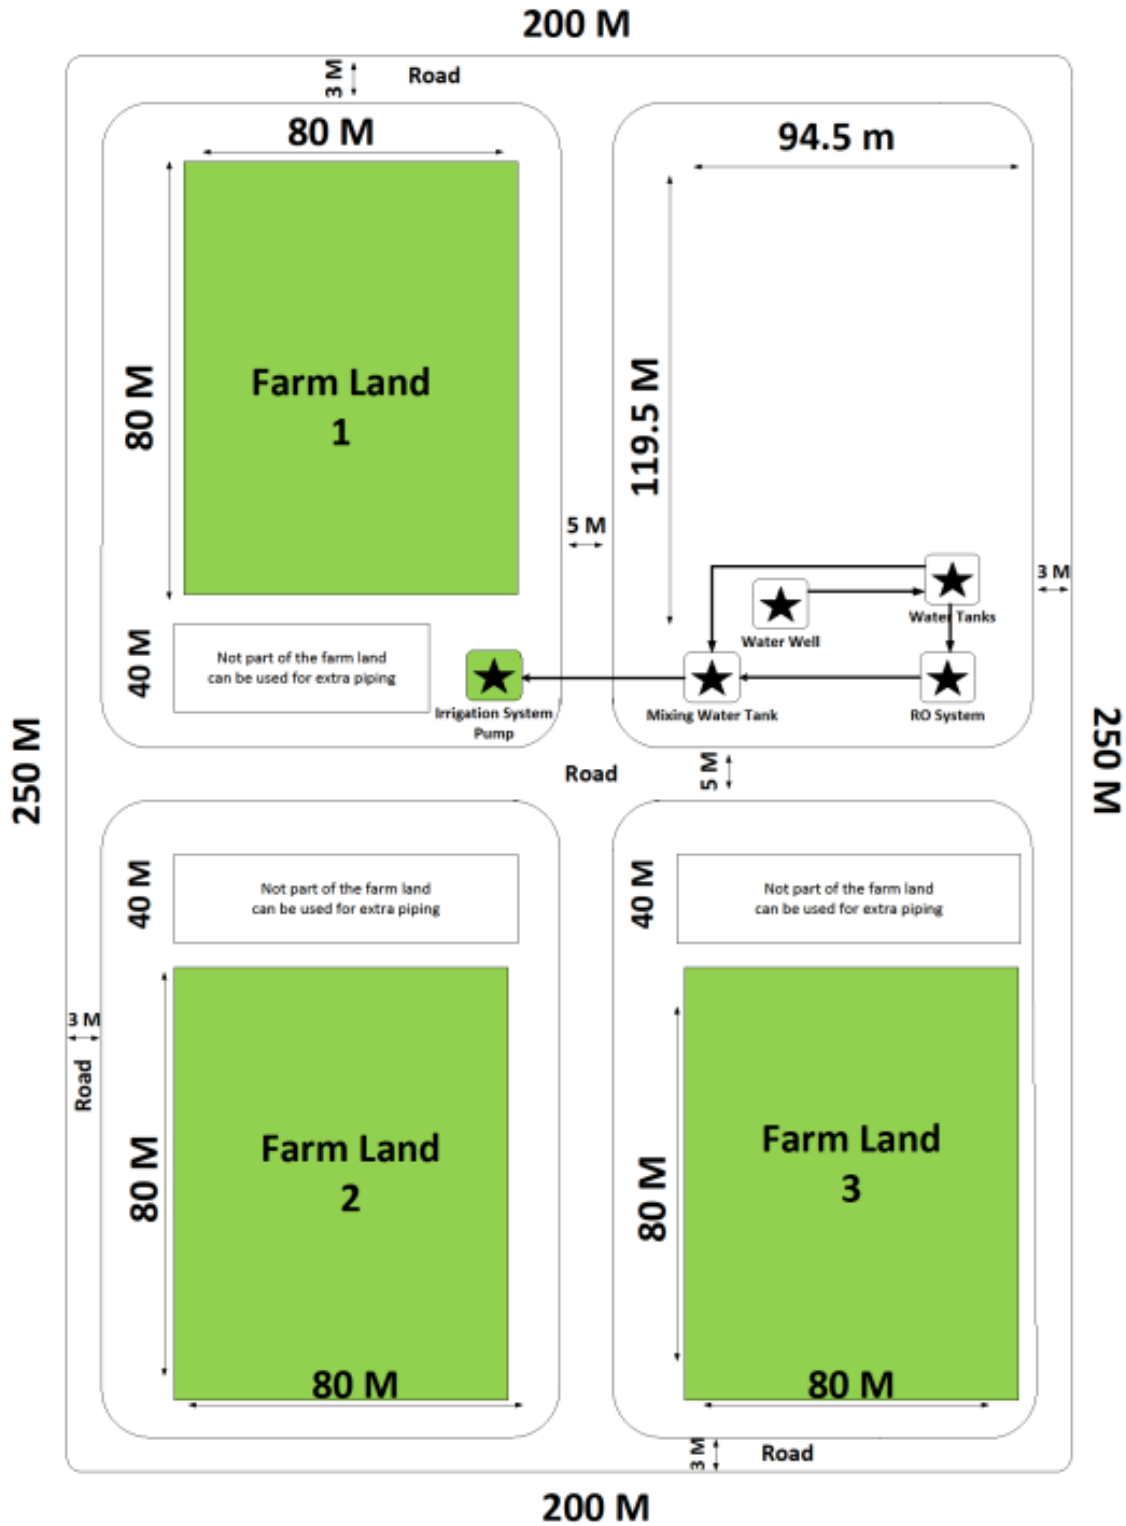 200 M
3 M
Road
80 M
94.5 m
80 M
Farm Land
1
119.5 M
5 M
3 M
Water Tanks
Water Well
40 M
Not part of the farm land
can be used for extra piping
Irrigation System
Pump
Mixing Water Tank
RO System
250 M
250 M
Road
5 M
40 M
Not part of the farm land
can be used for extra piping
40 M
Not part of the farm land
can be used for extra piping
3 M
Road
80 M
Farm Land
2
80 M
80 M
Farm Land
3
80 M
3 M
Road
200 M